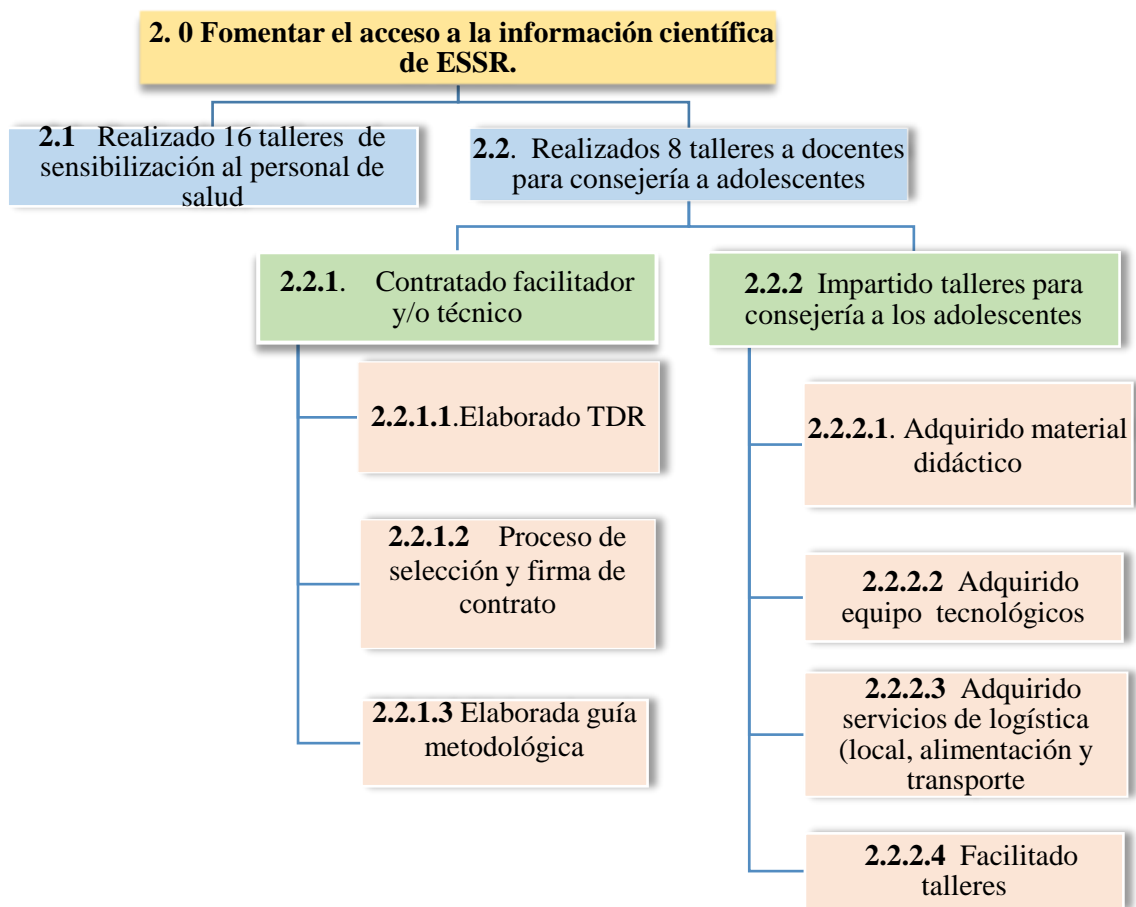 2. 0 Fomentar el acceso a la información científica
de ESSR.
2.1 Realizado 16 talleres de
sensibilización al personal de
salud
2.2. Realizados 8 talleres a docentes
para consejería a adolescentes
2.2.1. Contratado facilitador
y/o técnico
2.2.2 Impartido talleres para
consejería a los adolescentes
2.2.1.1.Elaborado TDR
2.2.1.2 Proceso de
selección y firma de
contrato
2.2.1.3 Elaborada guía
metodológica
2.2.2.1. Adquirido material
didáctico
2.2.2.2 Adquirido
equipo tecnológicos
2.2.2.3 Adquirido
servicios de logística
(local, alimentación y
transporte
2.2.2.4 Facilitado
talleres